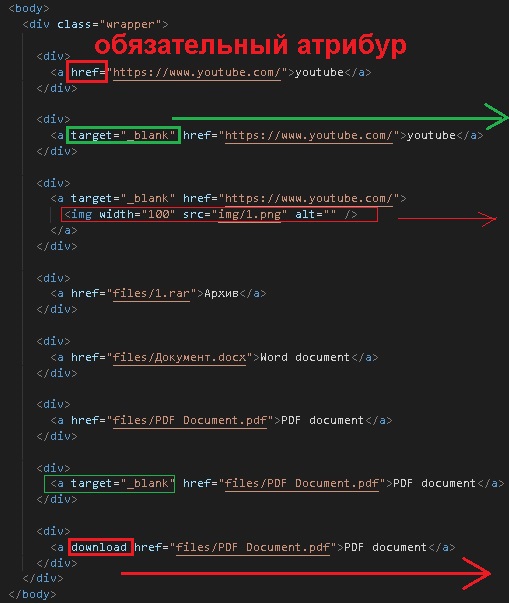 <body>
<div class="wrapper">
обязательный атрибур
<div>
<a href="https://www.youtube.com/">youtube</a>
</div>
<div>
<a target="_blank" href="https://www.youtube.com/">youtube</a>
</div>
<div>
<a target="_blank" href="https://www.youtube.com/">
<img width="100" src="img/1.png" alt="" />
</a>
</div>
<div>
<a href="files/1.rar">Архив</a>
</div>
<div>
<a href="files/Документ.docx">Word document</a>
</div>
<div>
<a href="files/PDF Document.pdf">PDF document</a>
</div>
<div>
<a target="_blank" href="files/PDF Document.pdf">PDF document</a>
</div>
<div>
<a download href="files/PDF Document.pdf">PDF document</a>
</div>
</div>
</body>